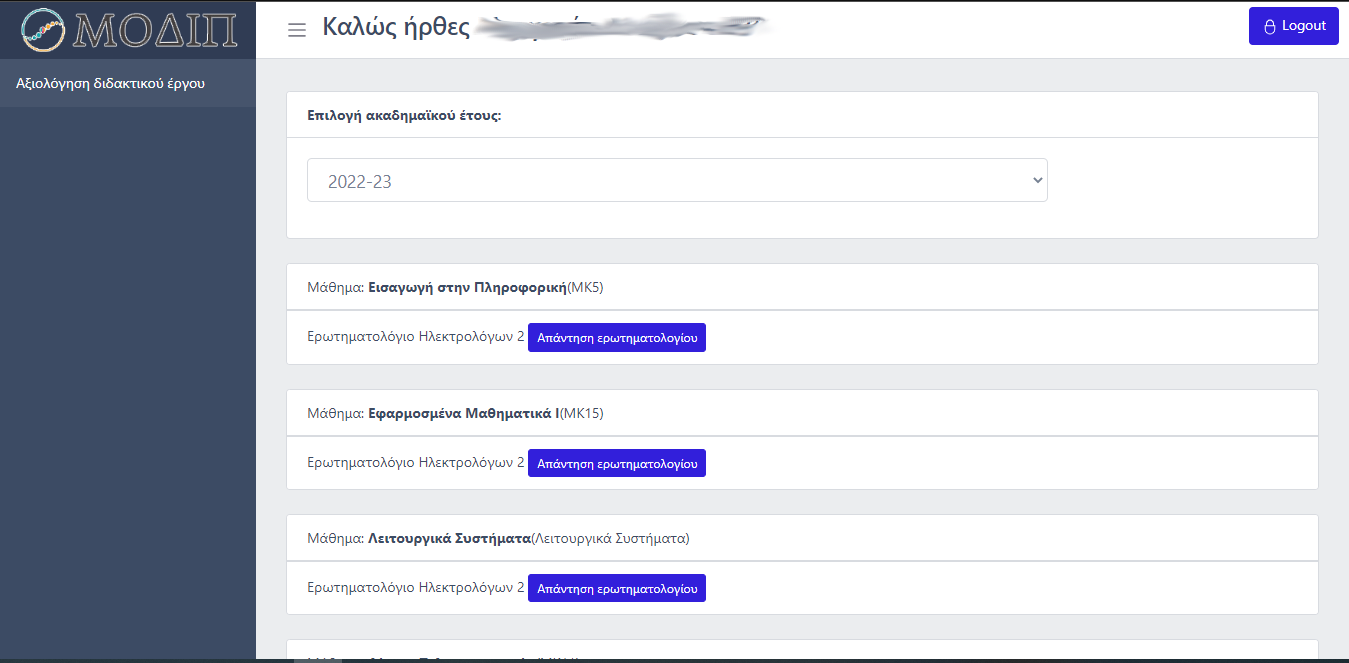 ΜΟΔΙΠ
Καλώς ήρθες
Logout
Αξιολόγηση διδακτικού έργου
Επιλογή ακαδημαϊκού έτους:
2022-23
Μάθημα: Εισαγωγή στην Πληροφορική(MK5)
Ερωτηματολόγιο Ηλεκτρολόγων 2 Απάντηση ερωτηματολογίου
Μάθημα: Εφαρμοσμένα Μαθηματικά Ι(MK15)
Ερωτηματολόγιο Ηλεκτρολόγων 2 Απάντηση ερωτηματολογίου
Μάθημα: Λειτουργικά Συστήματα(Λειτουργικά Συστήματα)
Ερωτηματολόγιο Ηλεκτρολόγων 2 Απάντηση ερωτηματολογίου